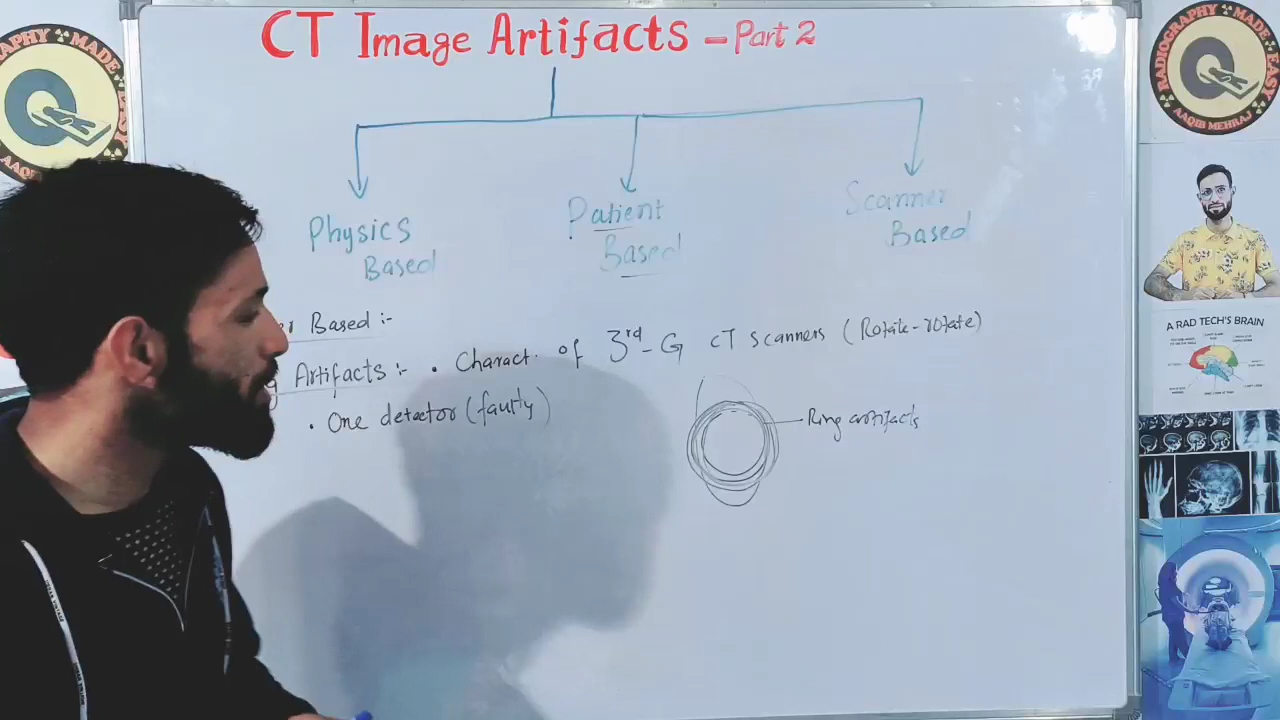 CT Image Artifacts - Part 2
Physics
Based
Patient
Based
Scanner
Based
Based :-
Artifacts :- . Charact. of 3rd - G CT scanners (Rotate-rotate)
. One detector (faulty)
Ring artifacts
RADIOGRAPHY MADE EASY
AAQIB MEHRAJ
A RAD TECH'S BRAIN